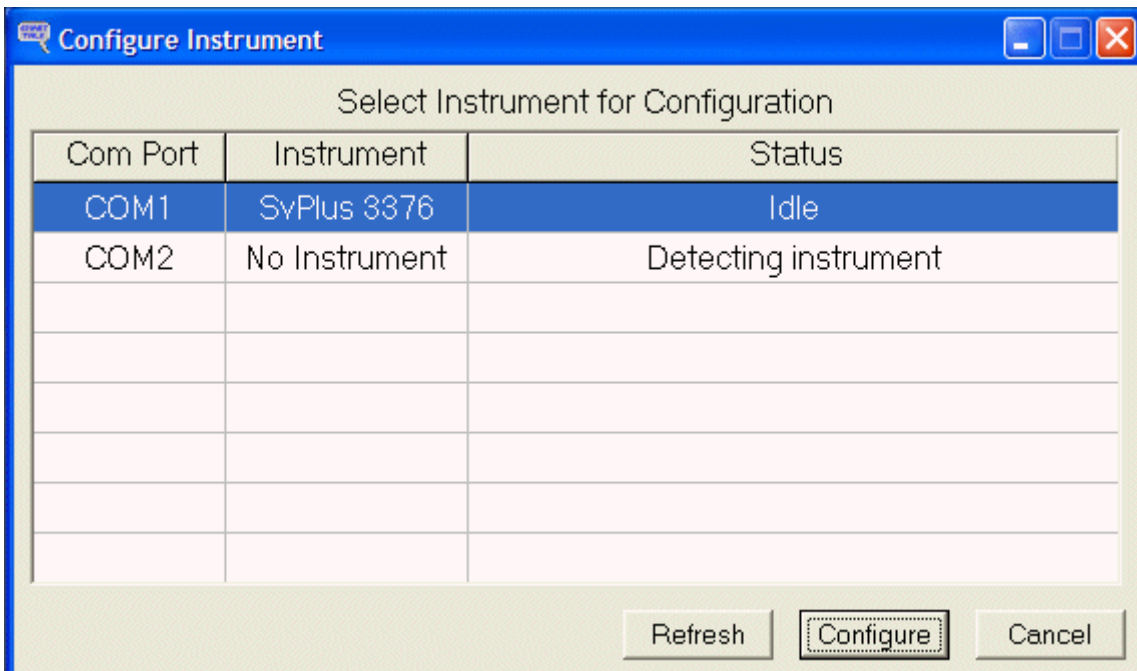 Configure Instrument
Select Instrument for Configuration
Com Port Instrument Status
COM1 SvPlus 3376 Idle
COM2 No Instrument Detecting instrument
Refresh Configure Cancel